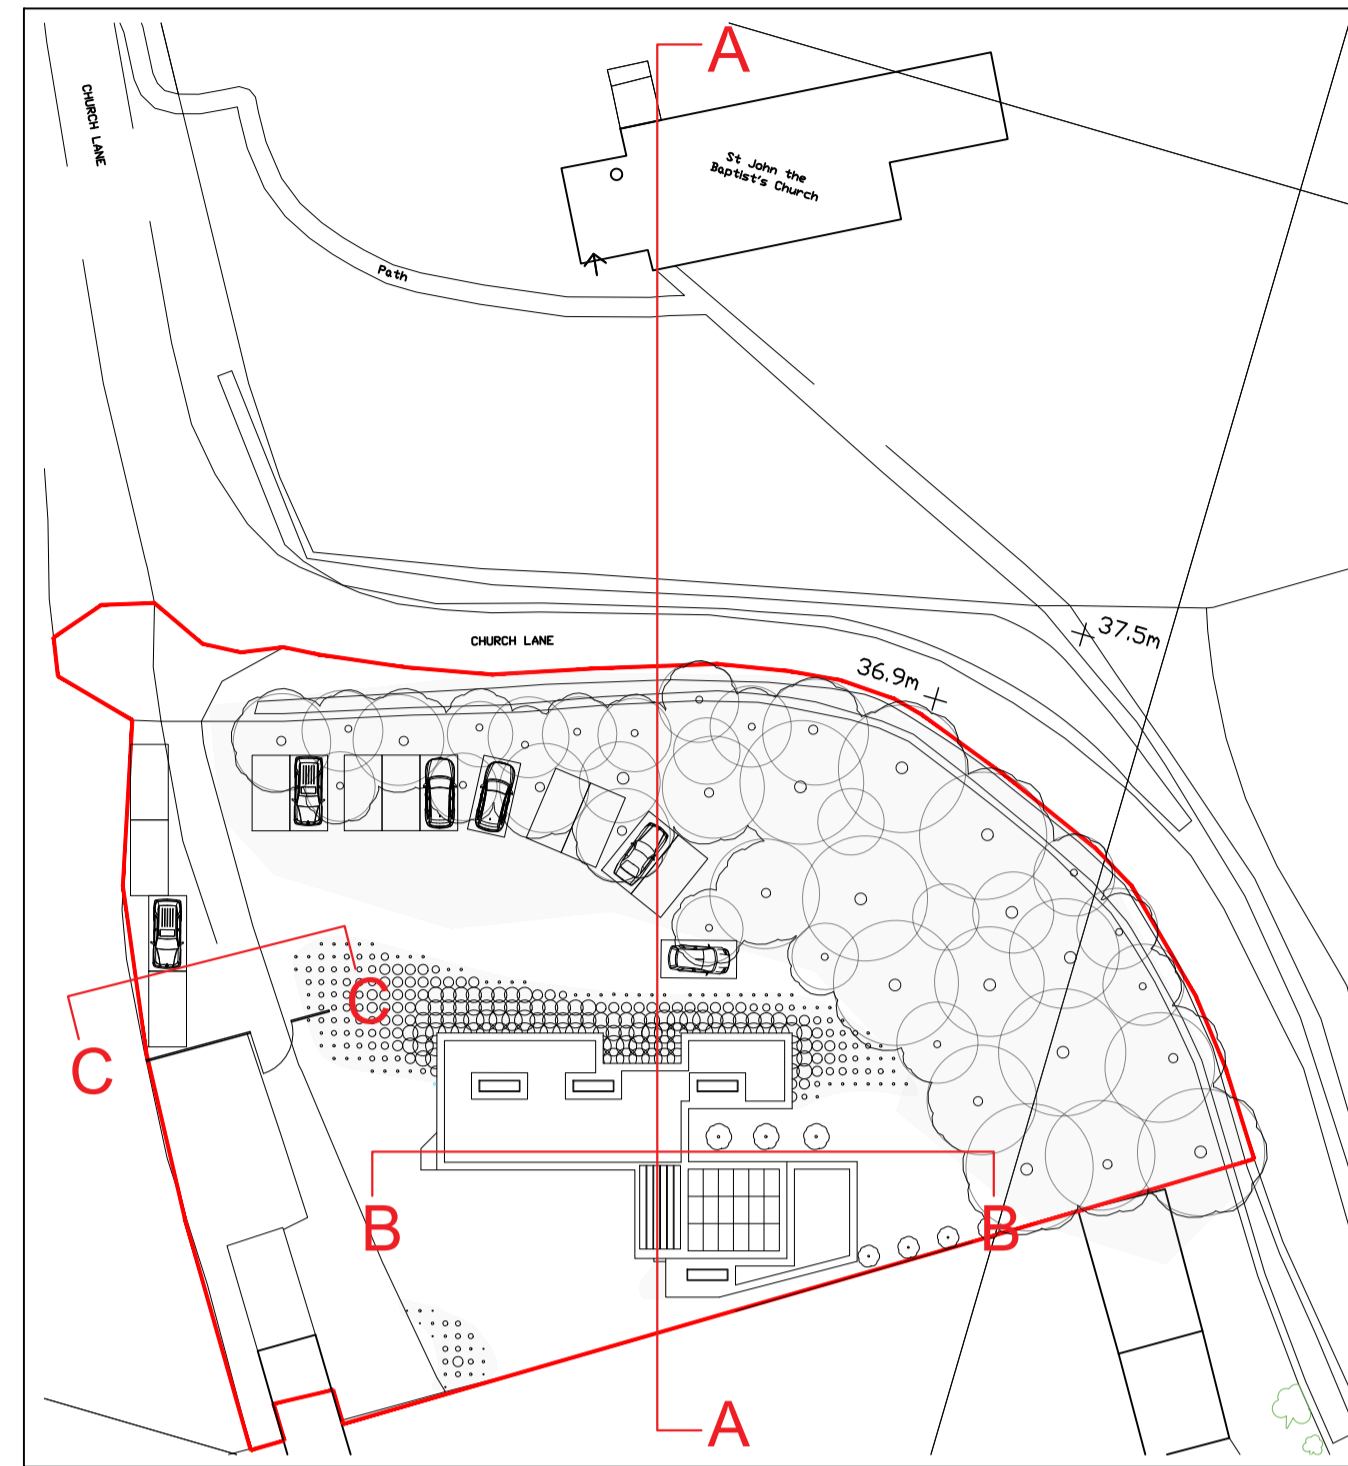 A
CHURCH LANE
St John the
Baptist's Church
Path
CHURCH LANE
37.5m
36.9m
C
C
B
B
A